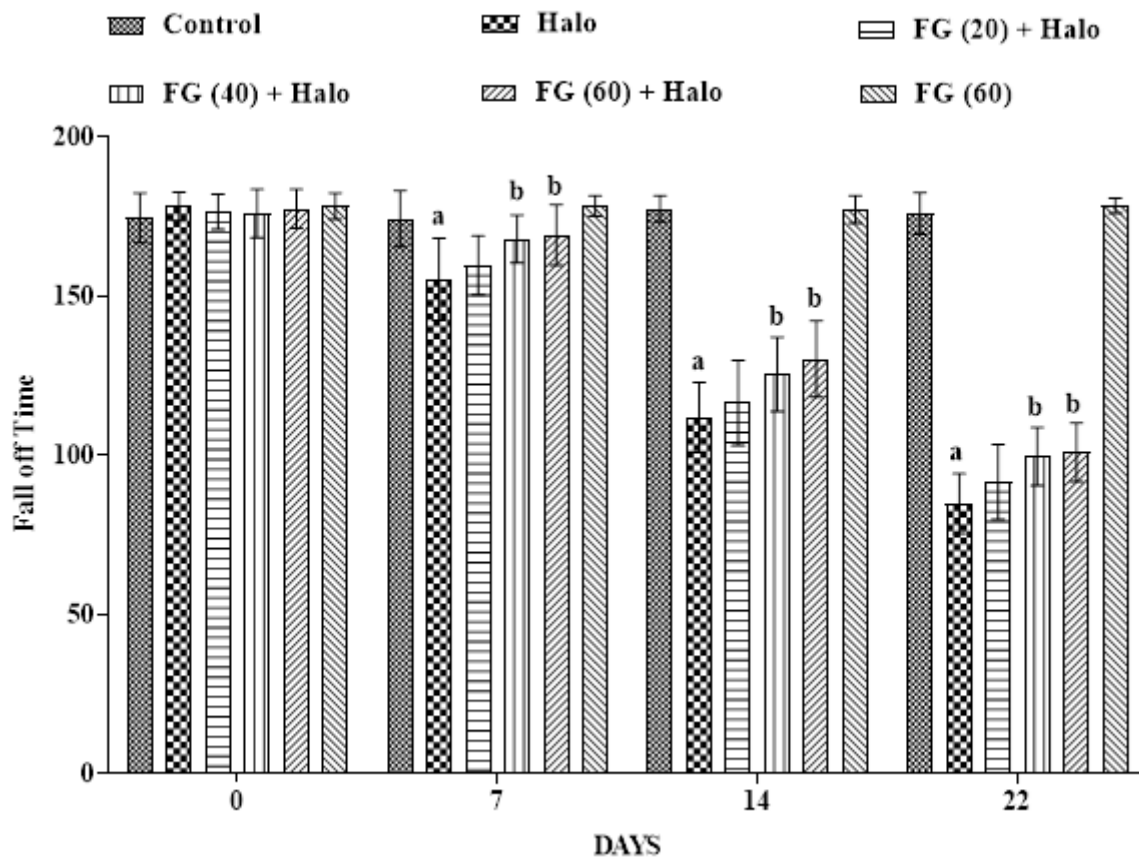 Control Halo FG (20) + Halo
FG (40) + Halo FG (60) + Halo FG (60)
200
150
100
50
0
Fall off Time
a b b
a b b
a b b
0 7 14 22
DAYS